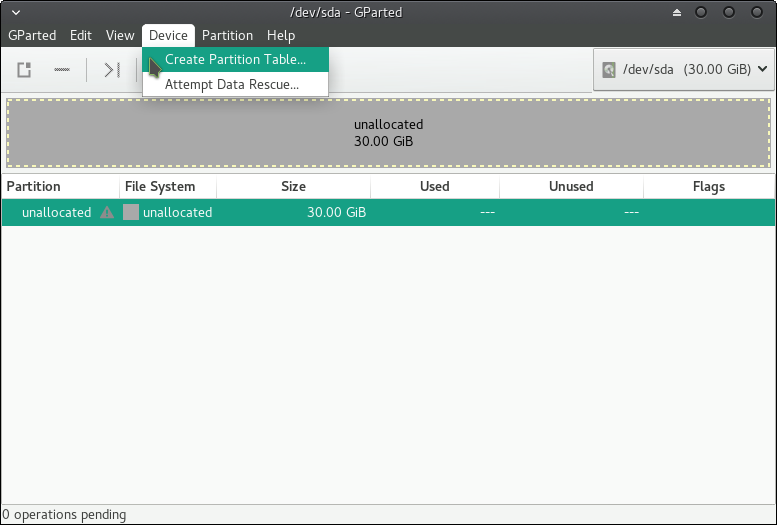 /dev/sda - GParted
GParted Edit View Device Partition Help
Create Partition Table...
Attempt Data Rescue...
/dev/sda (30.00 GiB)
unallocated
30.00 GiB
Partition File System Size Used Unused Flags
unallocated unallocated 30.00 GiB --- ---
0 operations pending